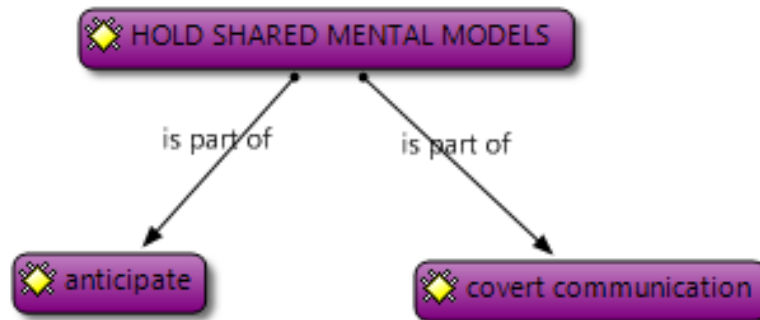 HOLD SHARED MENTAL MODELS
is part of
is part of
anticipate
covert communication